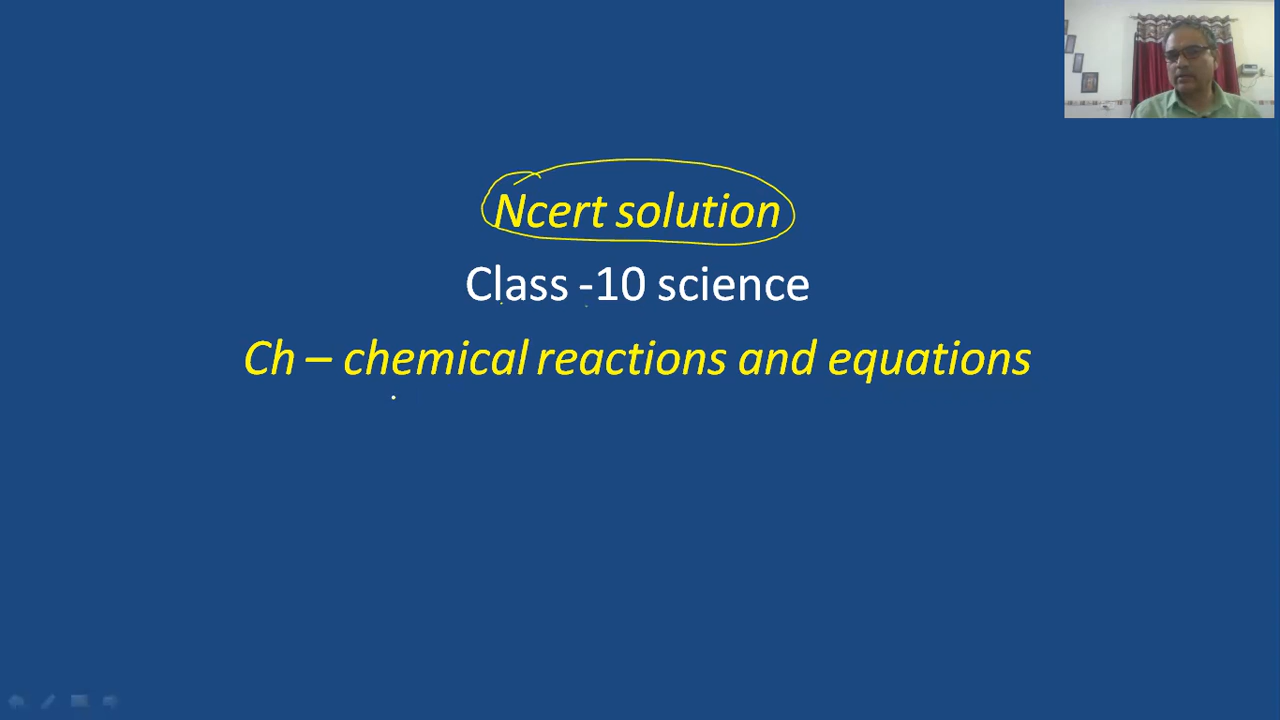 Ncert solution
Class -10 science
Ch – chemical reactions and equations